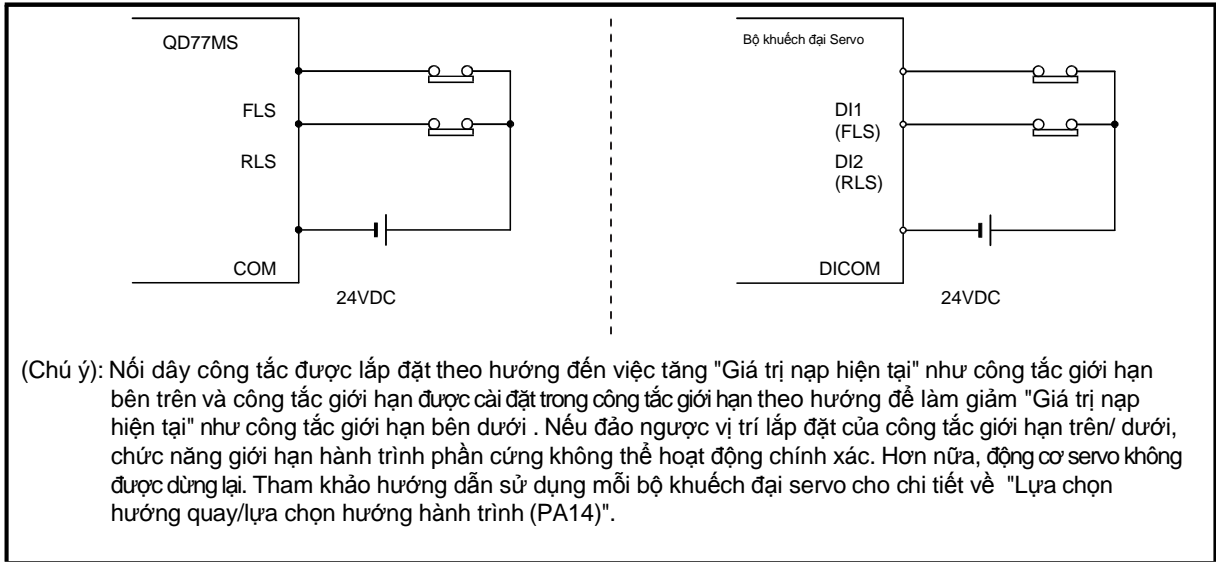 QD77MS
FLS
RLS
COM
24VDC
Bộ khuếch đại Servo
DI1
(FLS)
DI2
(RLS)
DICOM
24VDC
(Chú ý): Nối dây công tắc được lắp đặt theo hướng đến việc tăng "Giá trị nạp hiện tại" như công tắc giới hạn
bên trên và công tắc giới hạn được cài đặt trong công tắc giới hạn theo hướng để làm giảm "Giá trị nạp
hiện tại" như công tắc giới hạn bên dưới . Nếu đảo ngược vị trí lắp đặt của công tắc giới hạn trên/ dưới,
chức năng giới hạn hành trình phần cứng không thể hoạt động chính xác. Hơn nữa, động cơ servo không
được dừng lại. Tham khảo hướng dẫn sử dụng mỗi bộ khuếch đại servo cho chi tiết về "Lựa chọn
hướng quay/lựa chọn hướng hành trình (PA14)".